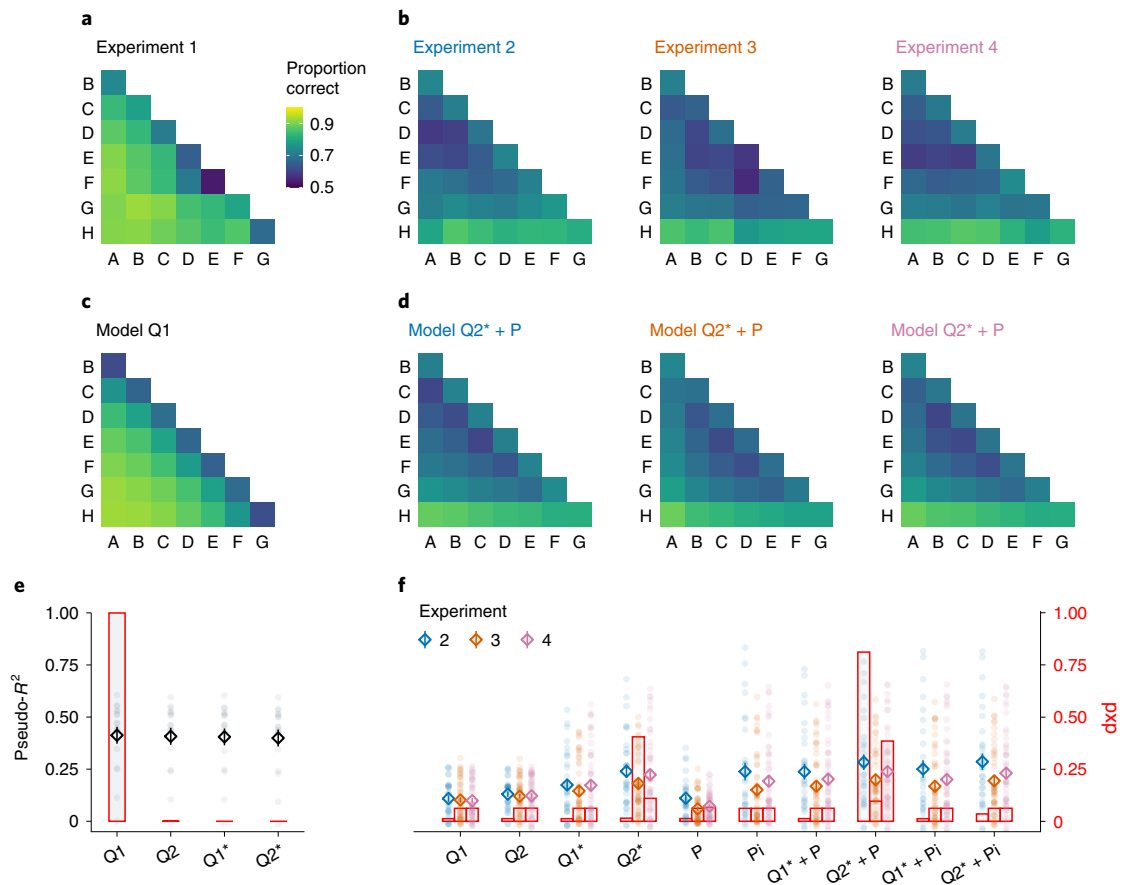 a
Experiment 1
Proportion
correct
0.9
0.7
0.5
B
C
D
E
F
G
H
A B C D E F G
b
Experiment 2
Experiment 3
Experiment 4
B
C
D
E
F
G
H
A B C D E F G
B
C
D
E
F
G
H
A B C D E F G
B
C
D
E
F
G
H
A B C D E F G
c
Model Q1
B
C
D
E
F
G
H
A B C D E F G
d
Model Q2* + P
Model Q2* + P
Model Q2* + P
B
C
D
E
F
G
H
A B C D E F G
B
C
D
E
F
G
H
A B C D E F G
B
C
D
E
F
G
H
A B C D E F G
e
Pseudo-R²
1.00
0.75
0.50
0.25
0
Q1 Q2 Q1* Q2*
f
Experiment
2 3 4
Q1 Q2 Q1* Q2* P Pi Q1* + P Q2* + P Q1* + Pi Q2* + Pi
1.00
0.75
0.50
0.25
0
pxp